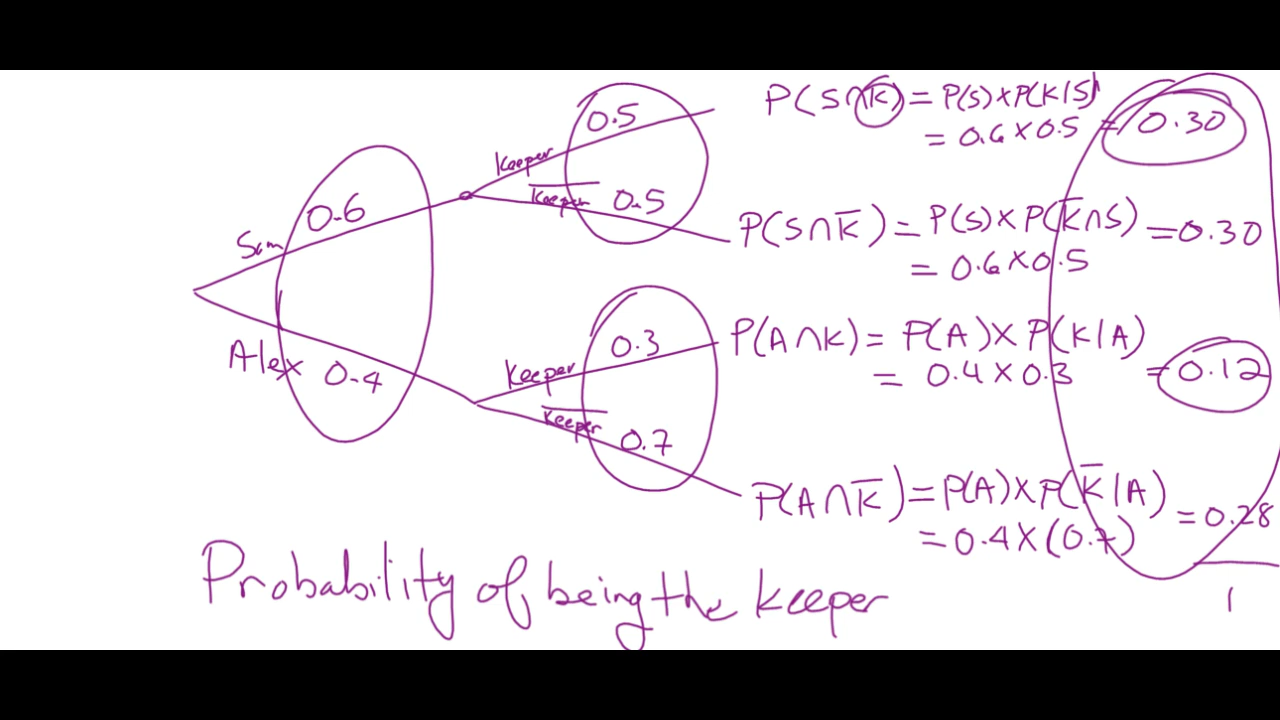 P(S∩K) = P(S)×P(K/S)
= 0.6×0.5 = 0.30
0.5
Keeper
K̅e̅e̅p̅e̅r̅ 0.5
0.6
Sam
P(S∩K̅) = P(S)×P(K̅∩S) =0.30
= 0.6×0.5
Alex 0.4
0.3
Keeper
K̅e̅e̅p̅e̅r̅
0.7
P(A∩K) = P(A)×P(K|A)
= 0.4×0.3 = 0.12
P(A∩K̅) = P(A)×P(K̅|A) = 0.28
= 0.4×(0.7)
1
Probability of being the keeper